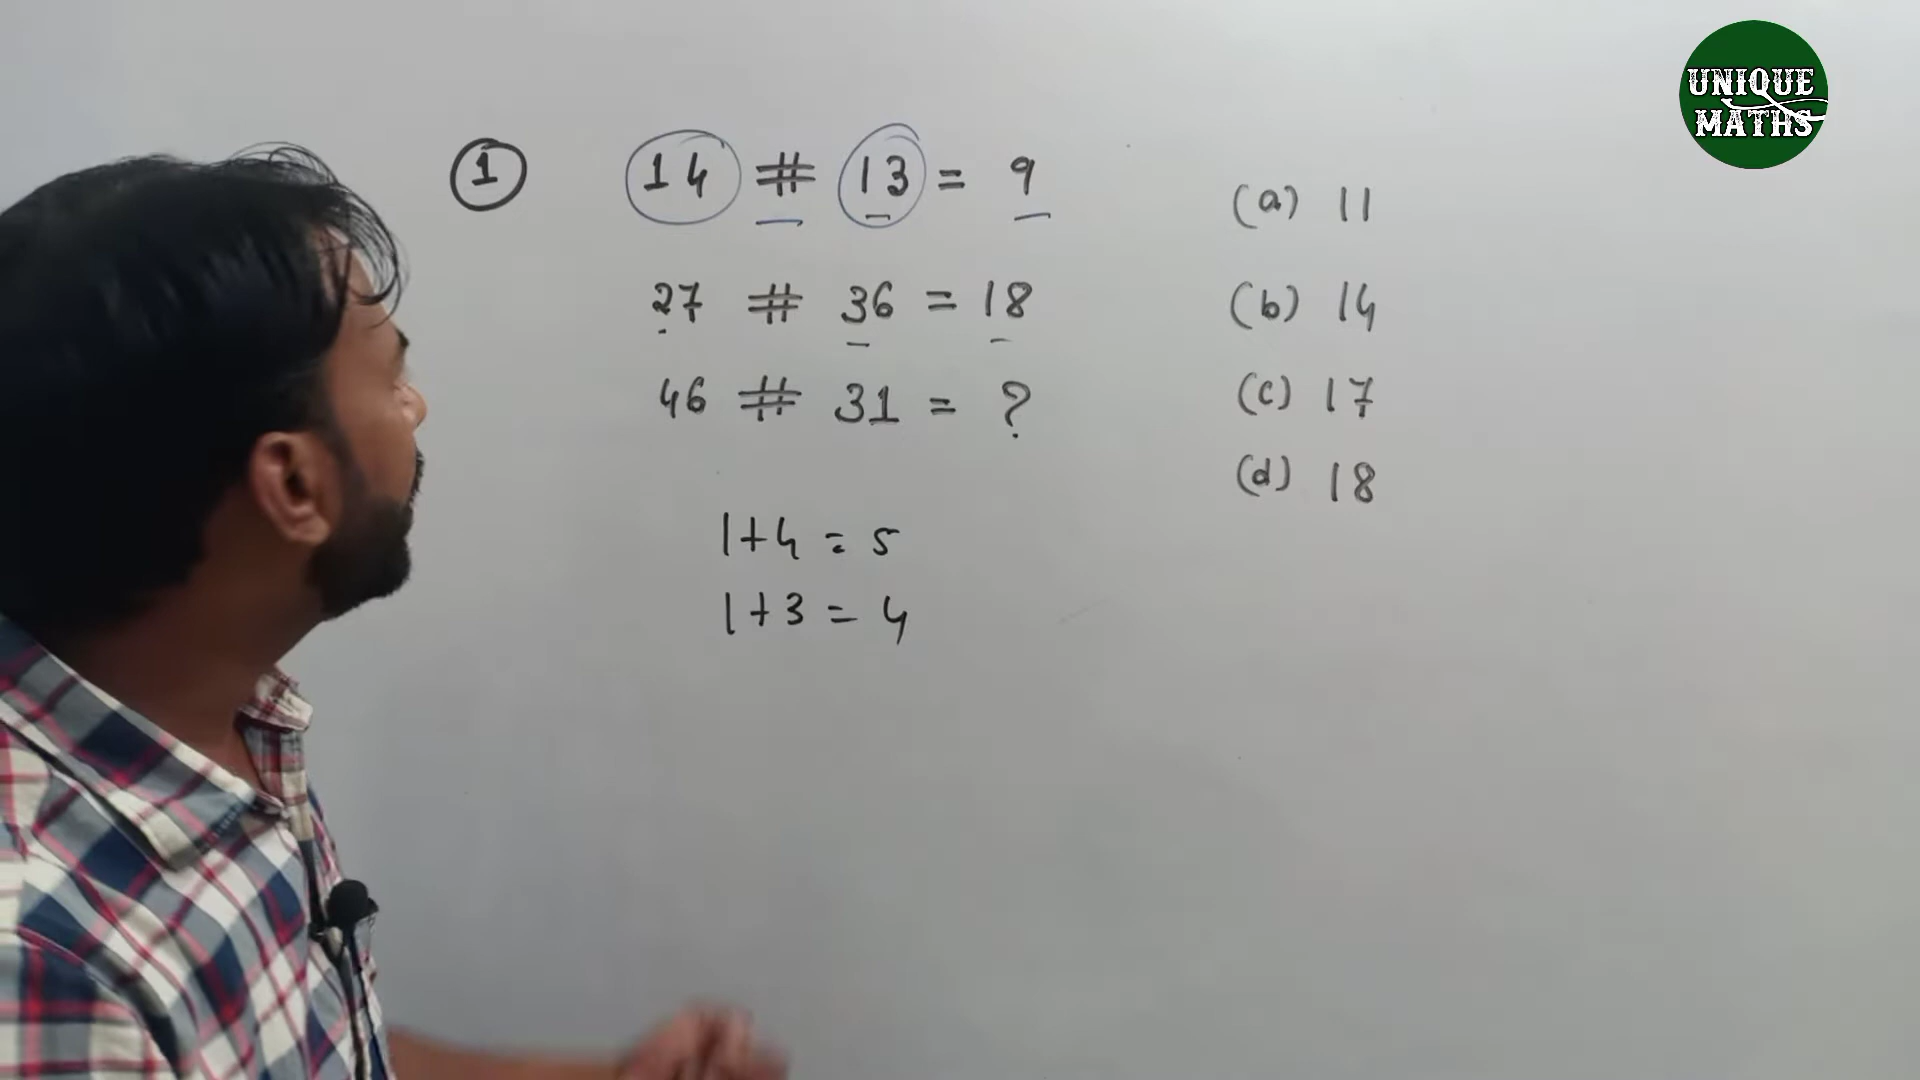 UNIQUE
MATHS
1 14 # 13 = 9
27 # 36 = 18
46 # 31 = ?
(a) 11
(b) 14
(c) 17
(d) 18
1+4 = 5
1+3 = 4